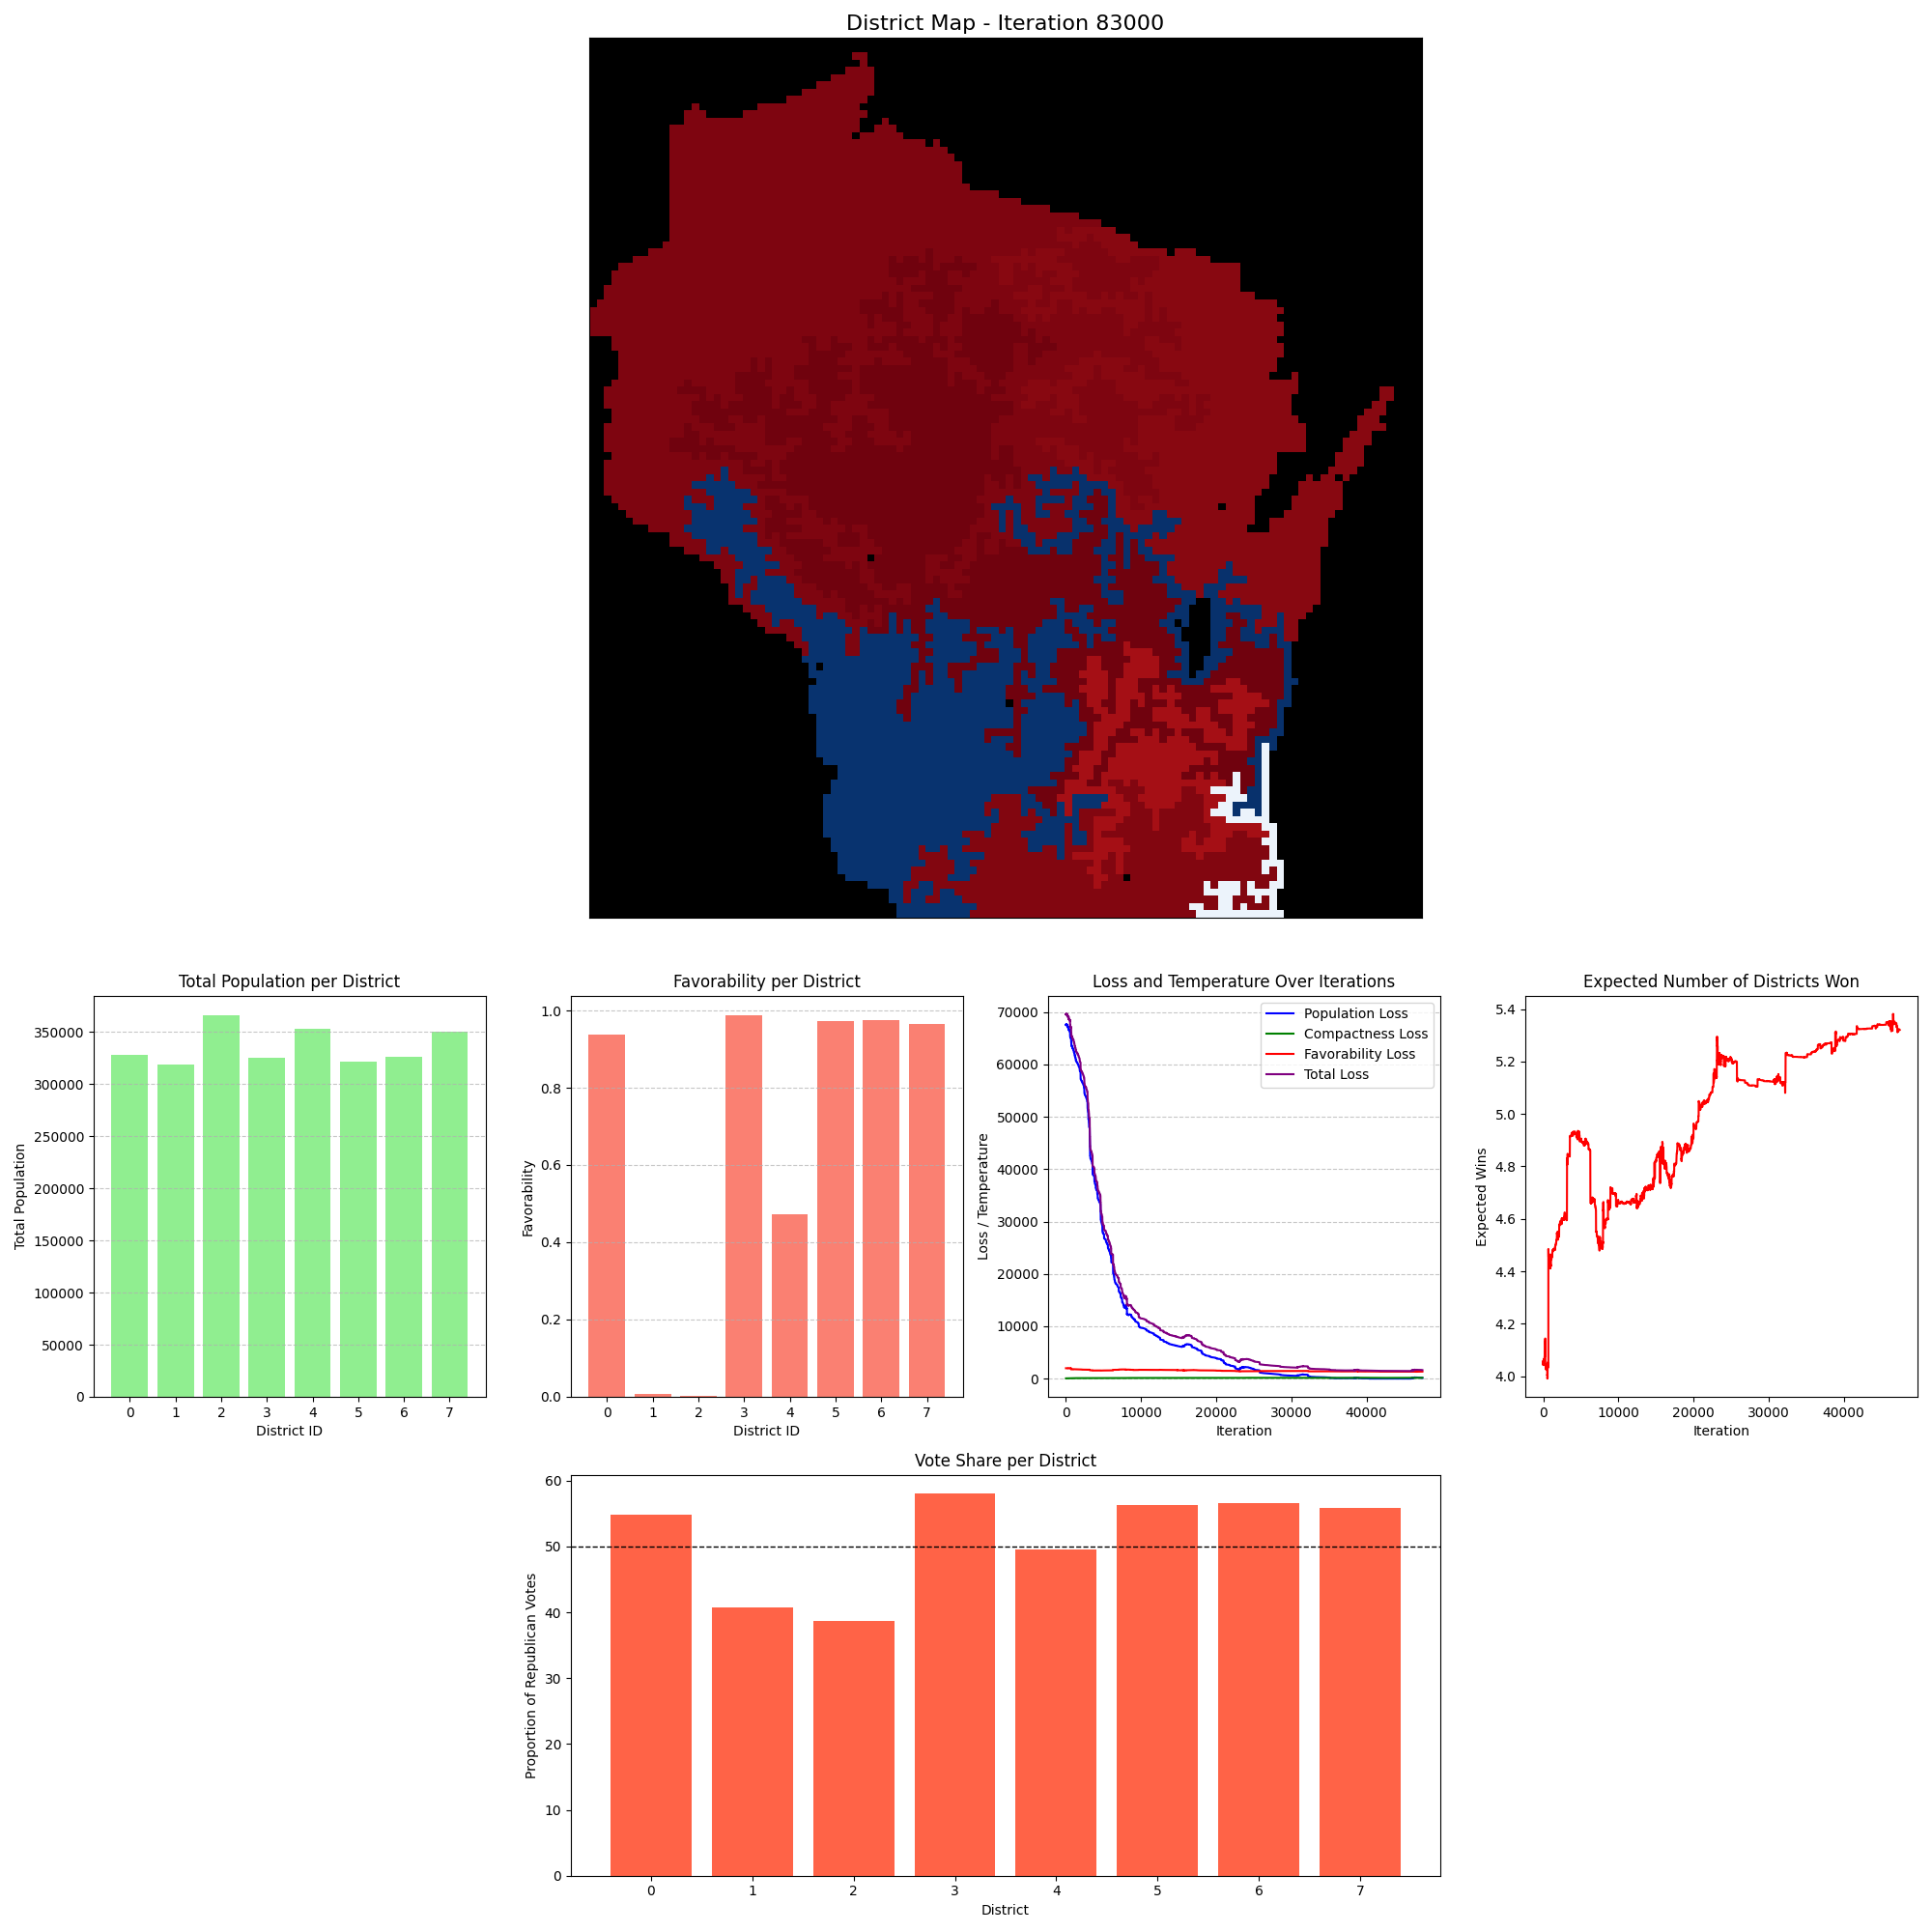 District Map - Iteration 83000
Total Population per District
Total Population
350000
300000
250000
200000
150000
100000
50000
0
0 1 2 3 4 5 6 7
District ID
Favorability per District
Favorability
1.0
0.8
0.6
0.4
0.2
0.0
0 1 2 3 4 5 6 7
District ID
Loss and Temperature Over Iterations
Loss / Temperature
70000
60000
50000
40000
30000
20000
10000
0
Population Loss
Compactness Loss
Favorability Loss
Total Loss
0 10000 20000 30000 40000
Iteration
Expected Number of Districts Won
Expected Wins
5.4
5.2
5.0
4.8
4.6
4.4
4.2
4.0
0 10000 20000 30000 40000
Iteration
Vote Share per District
Proportion of Republican Votes
60
50
40
30
20
10
0
0 1 2 3 4 5 6 7
District